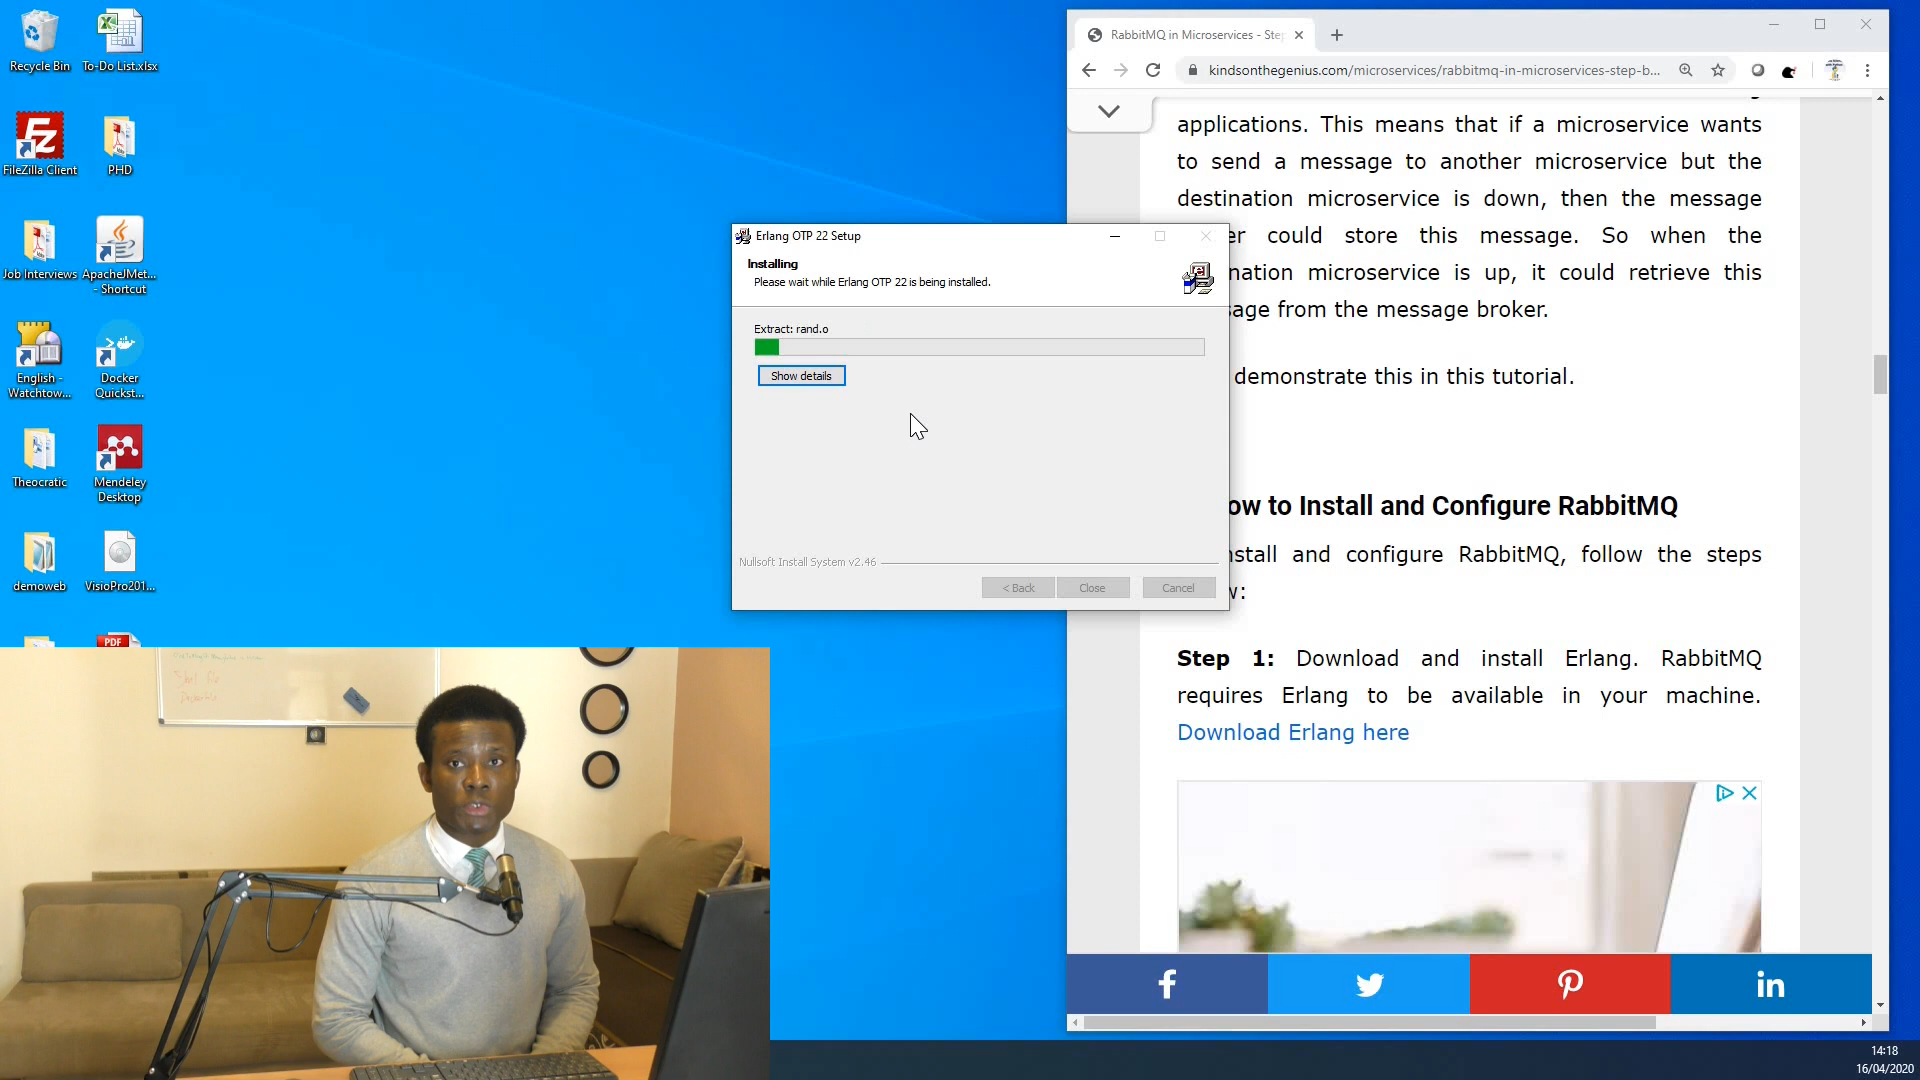 Recycle Bin
To-Do List.xlsx
FileZilla Client
PHD
Job Interviews
ApacheJMet...
- Shortcut
English -
Watchtow...
Docker
Quickst...
Theocratic
Mendeley
Desktop
demoweb
VisioPro201...
PDF
Erlang OTP 22 Setup
Installing
Please wait while Erlang OTP 22 is being installed.
Extract: rand.o
Show details
Nullsoft Install System v2.46
< Back
Close
Cancel
RabbitMQ in Microservices - Ste
kindsonthegenius.com/microservices/rabbitmq-in-microservices-step-b...
applications. This means that if a microservice wants
to send a message to another microservice but the
destination microservice is down, then the message
er could store this message. So when the
nation microservice is up, it could retrieve this
sage from the message broker.
demonstrate this in this tutorial.
ow to Install and Configure RabbitMQ
nstall and configure RabbitMQ, follow the steps
w:
Step 1: Download and install Erlang. RabbitMQ
requires Erlang to be available in your machine.
Download Erlang here
14:18
16/04/2020